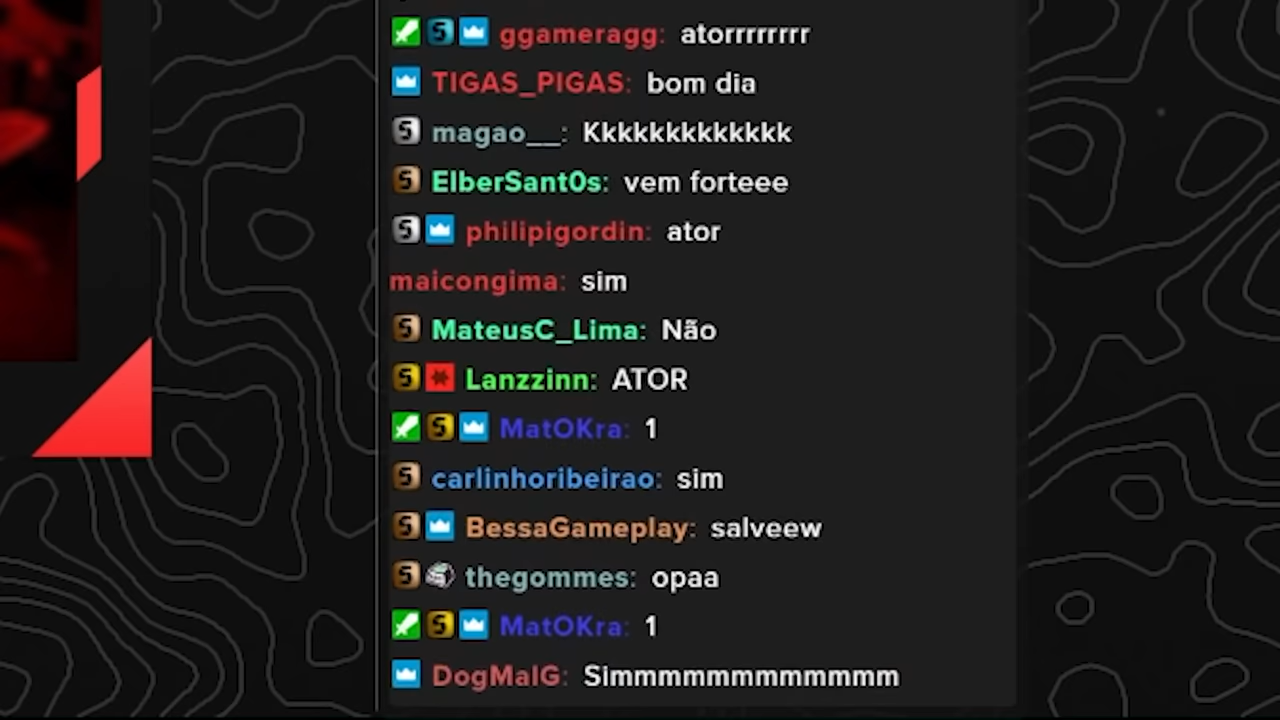 ggameragg: atorrrrrrrr
TIGAS_PIGAS: bom dia
magao__: Kkkkkkkkkkkkk
ElberSant0s: vem forteee
philipigordin: ator
maicongima: sim
MateusC_Lima: Não
Lanzzinn: ATOR
MatOKra: 1
carlinhoribeirao: sim
BessaGameplay: salveew
thegommes: opaa
MatOKra: 1
DogMalG: Simmmmmmmmmmmm